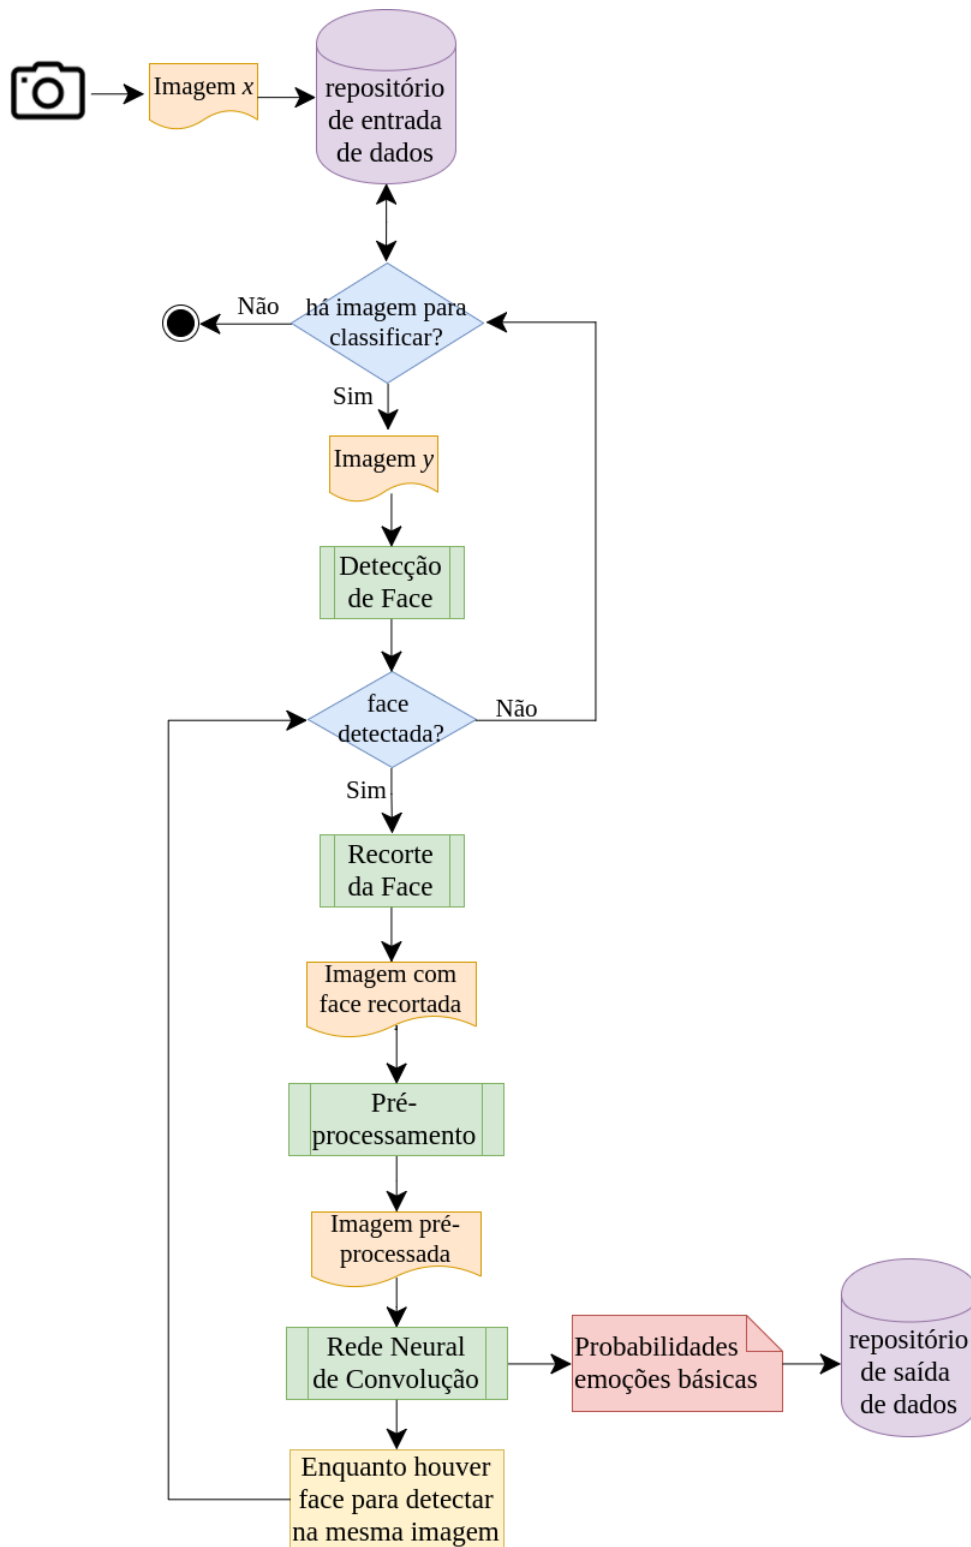 Imagem x
repositório
de entrada
de dados
há imagem para
classificar?
Não
Sim
Imagem y
Detecção
de Face
face
detectada?
Não
Sim
Recorte
da Face
Imagem com
face recortada
Pré-
processamento
Imagem pré-
processada
Rede Neural
de Convolução
Probabilidades
emoções básicas
repositório
de saída
de dados
Enquanto houver
face para detectar
na mesma imagem